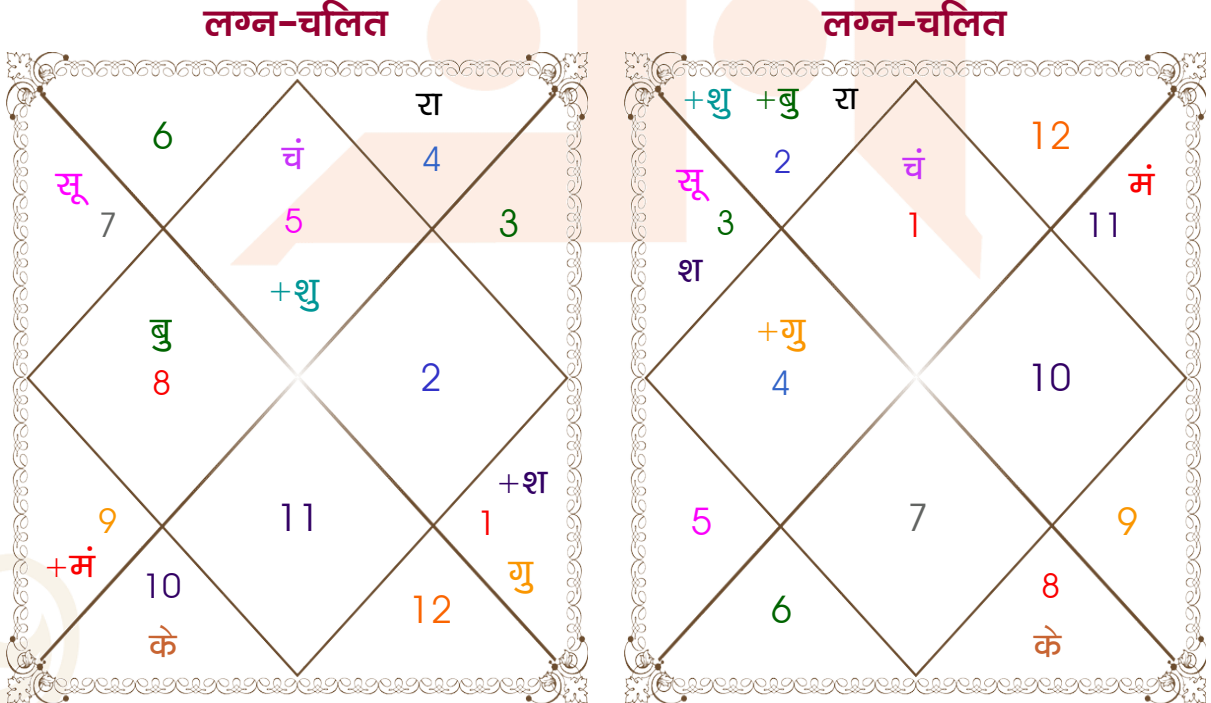 लग्न-चलित
रा
6
चं
4
सू
7
5
3
+शु
बु
8
2
+श
9
11
1
+मं
10
गु
12
के
लग्न-चलित
+शु +बु रा
12
2
चं
सू
मं
3
1
11
श
+गु
4
10
5
7
9
8
6
के